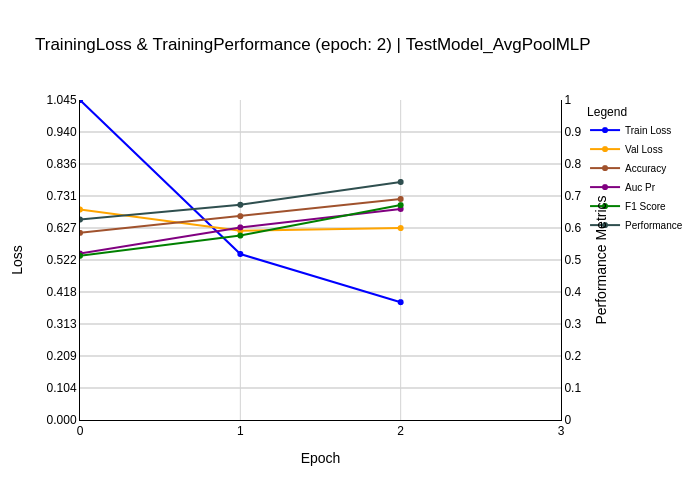 TrainingLoss & TrainingPerformance (epoch: 2) | TestModel_AvgPoolMLP
1.045
0.940
0.836
0.731
0.627
0.522
0.418
0.313
0.209
0.104
0.000
Loss
1
0.9
0.8
0.7
0.6
0.5
0.4
0.3
0.2
0.1
0
Performance Metrics
Legend
Train Loss
Val Loss
Accuracy
Auc Pr
F1 Score
Performance
0
1
2
3
Epoch